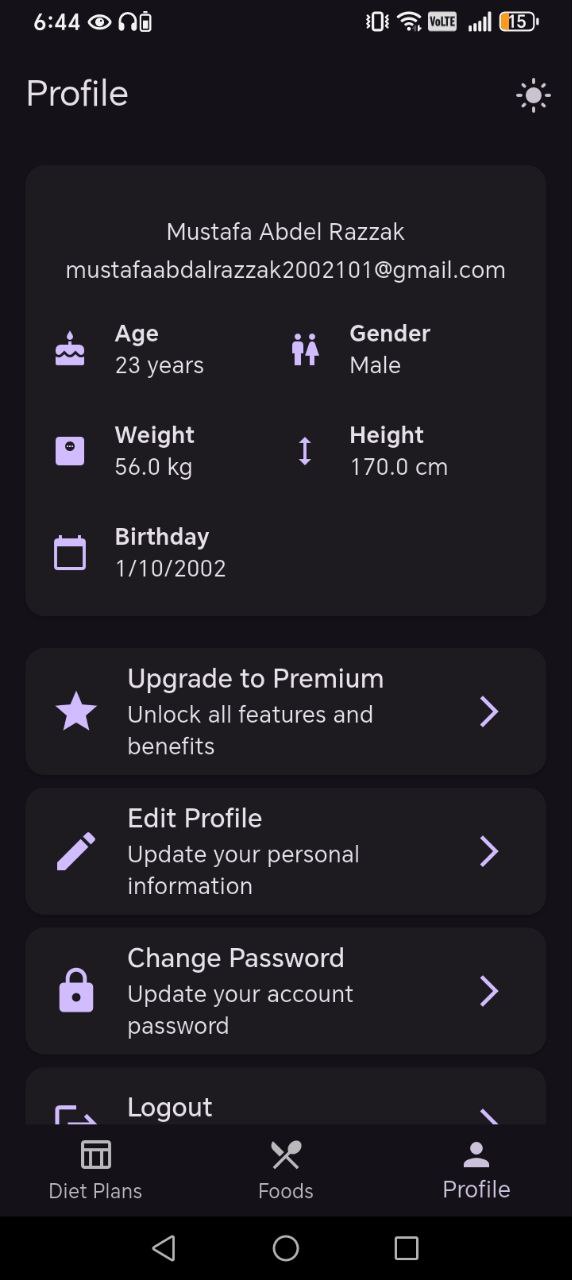 6:44
VoLTE
15
Profile
Mustafa Abdel Razzak
mustafaabdalrazzak2002101@gmail.com
Age
23 years
Gender
Male
Weight
56.0 kg
Height
170.0 cm
Birthday
1/10/2002
Upgrade to Premium
Unlock all features and
benefits
Edit Profile
Update your personal
information
Change Password
Update your account
password
Logout
Diet Plans
Foods
Profile